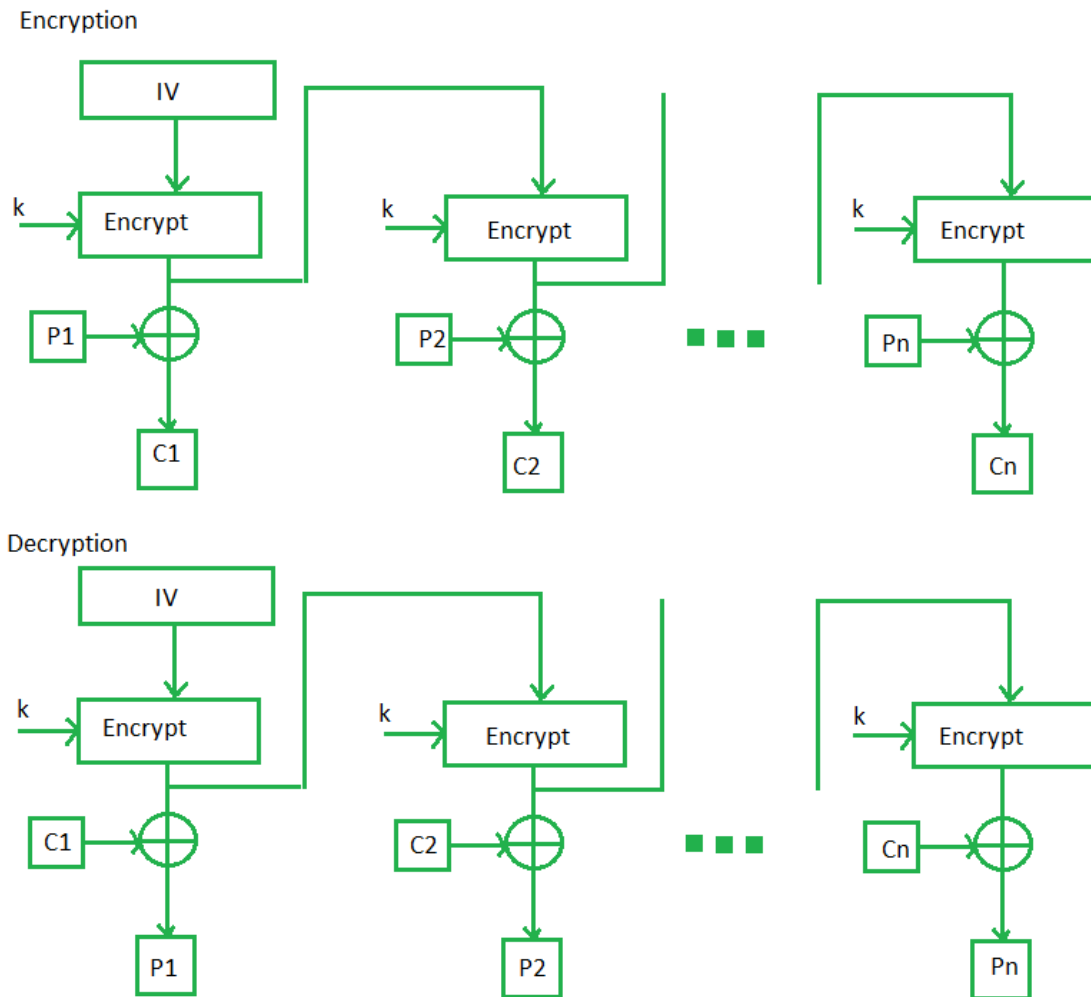 Encryption
IV
k
Encrypt
k
Encrypt
k
Encrypt
P1
P2
Pn
C1
C2
Cn
Decryption
IV
k
Encrypt
k
Encrypt
k
Encrypt
C1
C2
Cn
P1
P2
Pn